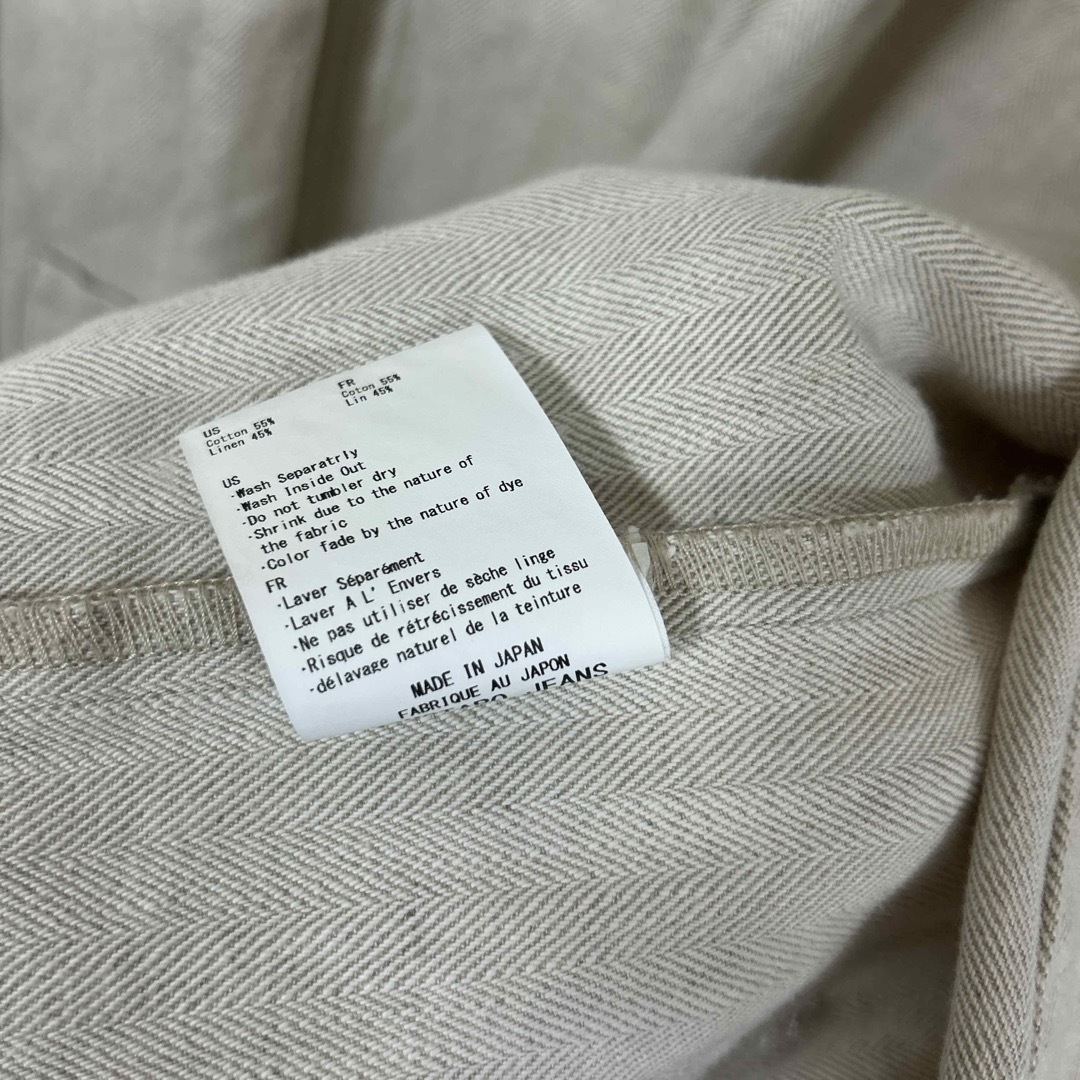 US
Cotton 55%
Linen 45%
FR
Coton 55%
Lin 45%
US
·Wash Separatrly
·Wash Inside Out
·Do not tumbler dry
·Shrink due to the nature of
the fabric
·Color fade by the nature of dye
FR
·Laver Séparément
·Laver A L' Envers
·Ne pas utiliser de sèche linge
·Risque de rétrécissement du tissu
·délavage naturel de la teinture
MADE IN JAPAN
FABRIQUE AU JAPON
JEANS